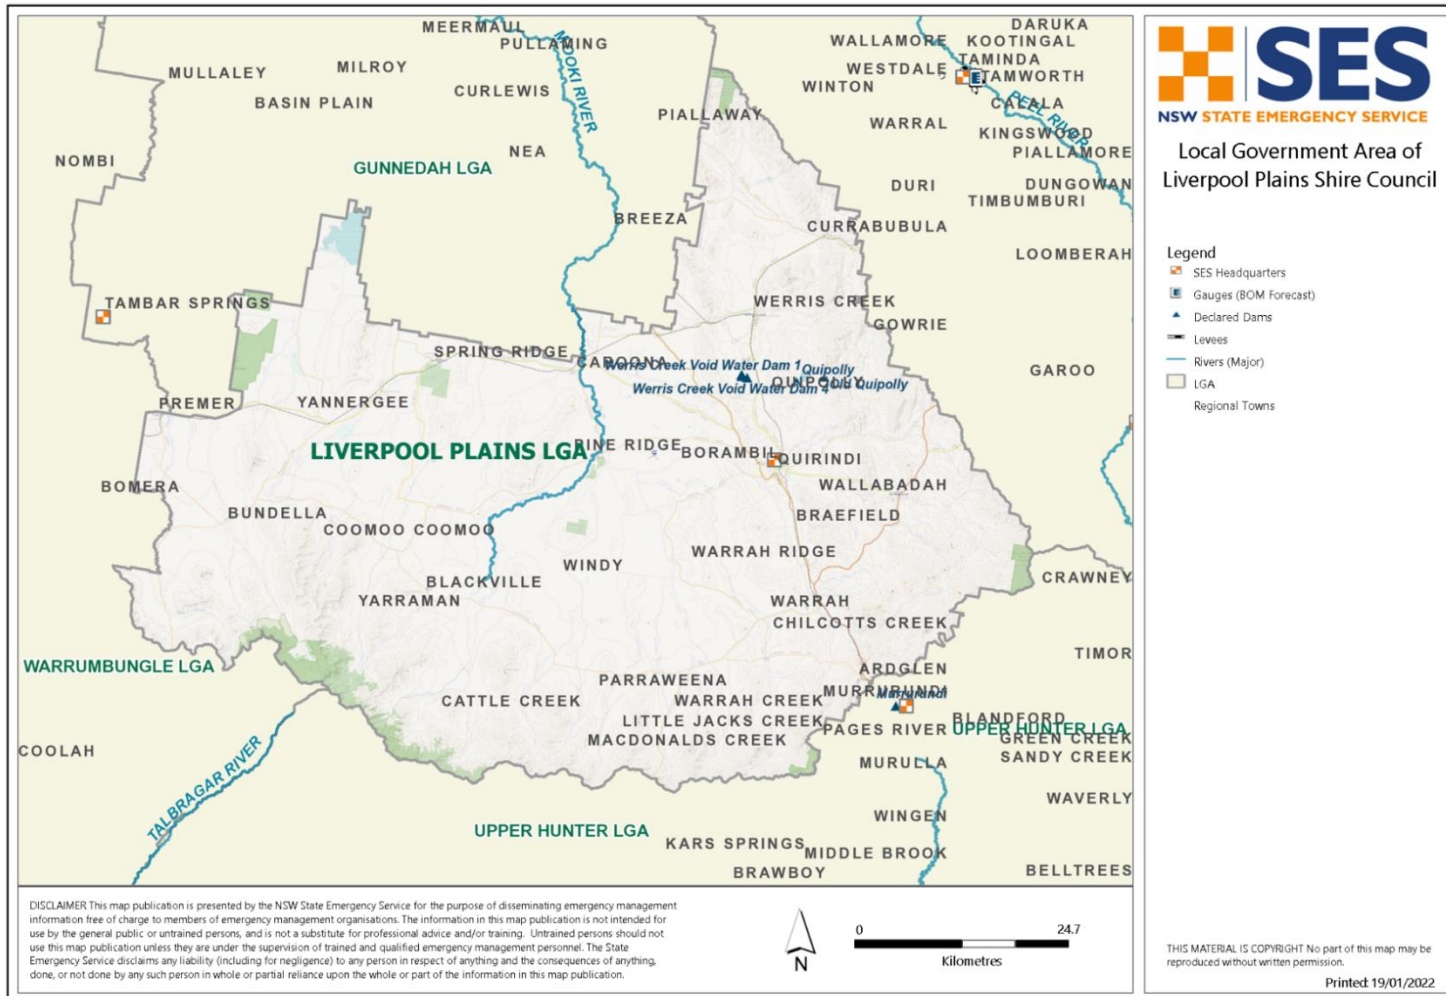 MEERMAUL
PULLAMING
MOOKI RIVER
MULLALEY
MILROY
BASIN PLAIN
CURLEWIS
PIALLAWAY
NOMBI
NEA
GUNNEDAH LGA
BREEZA
DARUKA
WALLAMORE
KOOTINGAL
TAMINDA
WESTDALE
TAMWORTH
WINTON
CALALA
PEEL RIVER
WARRAL
KINGSWOOD
PIALLAMORE
DURI
DUNGOWAN
TIMBUMBURI
CURRABUBULA
LOOMBERAH
TAMBAR SPRINGS
WERRIS CREEK
GOWRIE
SPRING RIDGE
CAROONA
Werris Creek Void Water Dam 1
Quipolly
QUIPOLLY
Werris Creek Void Water Dam 4
Old Quipolly
GAROO
PREMER
YANNERGEE
LIVERPOOL PLAINS LGA
PINE RIDGE
BORAMBIL
QUIRINDI
BOMERA
WALLABADAH
BUNDELLA
BRAEFIELD
COOMOO COOMOO
WARRAH RIDGE
WINDY
BLACKVILLE
CRAWNEY
YARRAMAN
WARRAH
CHILCOTTS CREEK
WARRUMBUNGLE LGA
TIMOR
ARDGLEN
PARRAWEENA
MURRURUNDI
Murrurundi
CATTLE CREEK
WARRAH CREEK
LITTLE JACKS CREEK
BLANDFORD
PAGES RIVER
UPPER HUNTER LGA
MACDONALDS CREEK
GREEN CREEK
COOLAH
SANDY CREEK
MURULLA
TALBRAGAR RIVER
WAVERLY
WINGEN
UPPER HUNTER LGA
KARS SPRINGS
MIDDLE BROOK
BRAWBOY
BELLTREES
SES
NSW STATE EMERGENCY SERVICE
Local Government Area of
Liverpool Plains Shire Council
Legend
SES Headquarters
Gauges (BOM Forecast)
Declared Dams
Levees
Rivers (Major)
LGA
Regional Towns
DISCLAIMER This map publication is presented by the NSW State Emergency Service for the purpose of disseminating emergency management
information free of charge to members of emergency management organisations. The information in this map publication is not intended for
use by the general public or untrained persons, and is not a substitute for professional advice and/or training. Untrained persons should not
use this map publication unless they are under the supervision of trained and qualified emergency management personnel. The State
Emergency Service disclaims any liability (including for negligence) to any person in respect of anything and the consequences of anything,
done, or not done by any such person in whole or partial reliance upon the whole or part of the information in this map publication.
N
0 24.7
Kilometres
THIS MATERIAL IS COPYRIGHT No part of this map may be
reproduced without written permission.
Printed: 19/01/2022